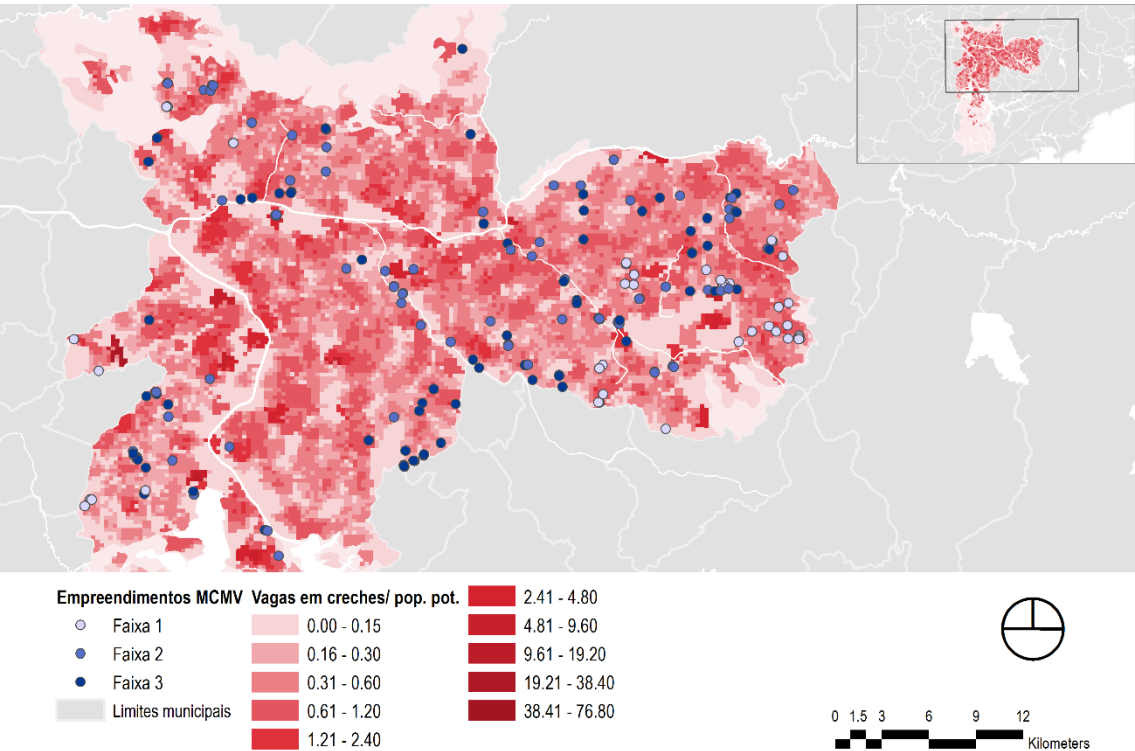 Empreendimentos MCMV
Faixa 1
Faixa 2
Faixa 3
Limites municipais
Vagas em creches/ pop. pot.
0.00 - 0.15
0.16 - 0.30
0.31 - 0.60
0.61 - 1.20
1.21 - 2.40
2.41 - 4.80
4.81 - 9.60
9.61 - 19.20
19.21 - 38.40
38.41 - 76.80
0 1.5 3 6 9 12
Kilometers